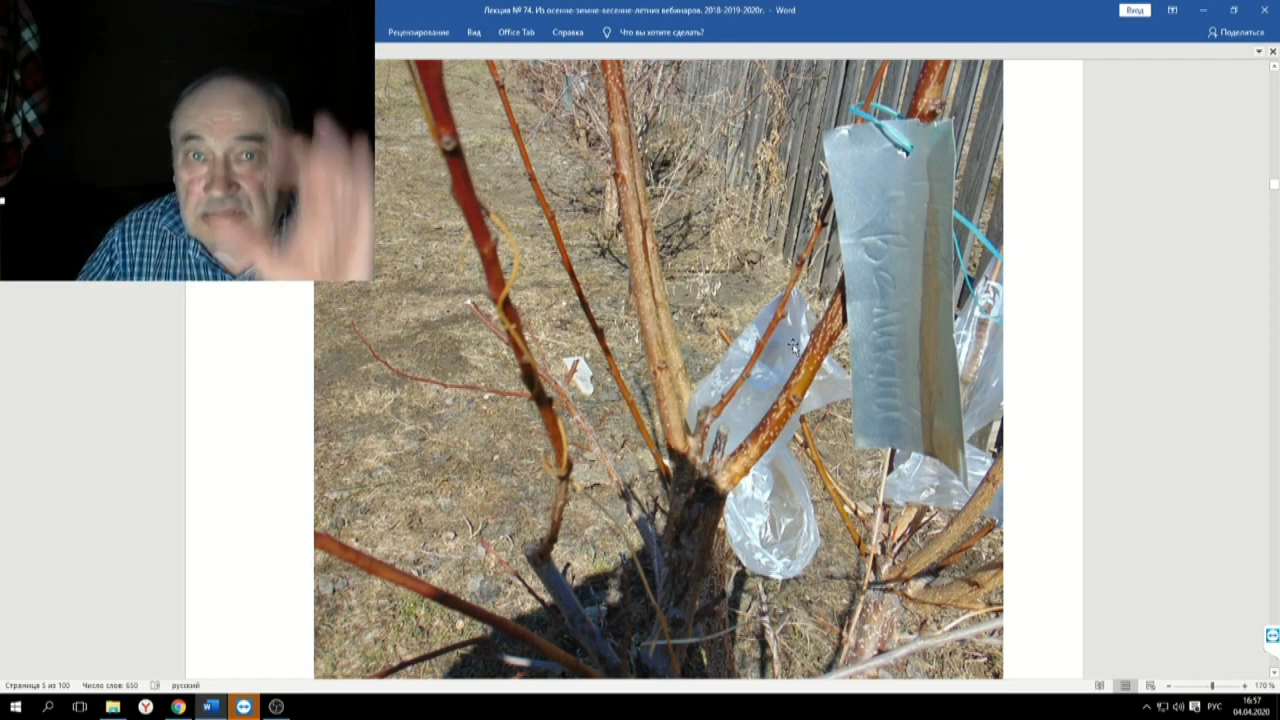 Лекция № 74. Из осенне-зимне-весенне-летних вебинаров. 2018-2019-2020г. - Word
Вход
Рецензирование Вид Office Tab Справка Что вы хотите сделать? Поделиться
Страница 5 из 100 Число слов: 650 русский 170 %
РУС
16:57
04.04.2020